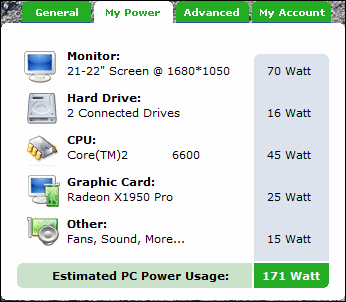 General My Power Advanced My Account
Monitor:
21-22" Screen @ 1680*1050 70 Watt
Hard Drive:
2 Connected Drives 16 Watt
CPU:
Core(TM)2 6600 45 Watt
Graphic Card:
Radeon X1950 Pro 25 Watt
Other:
Fans, Sound, More... 15 Watt
Estimated PC Power Usage: 171 Watt